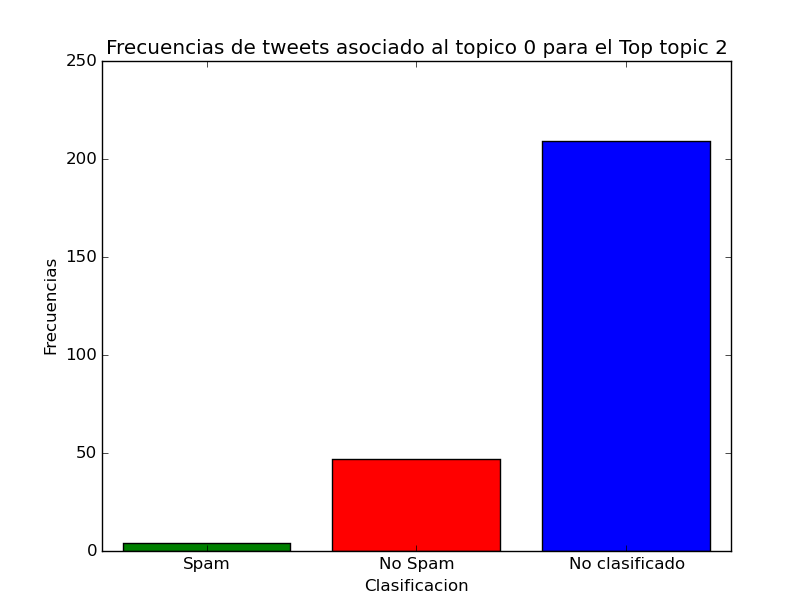 Frecuencias de tweets asociado al topico 0 para el Top topic 2
250
200
150
100
50
0
Frecuencias
Spam No Spam No clasificado
Clasificacion